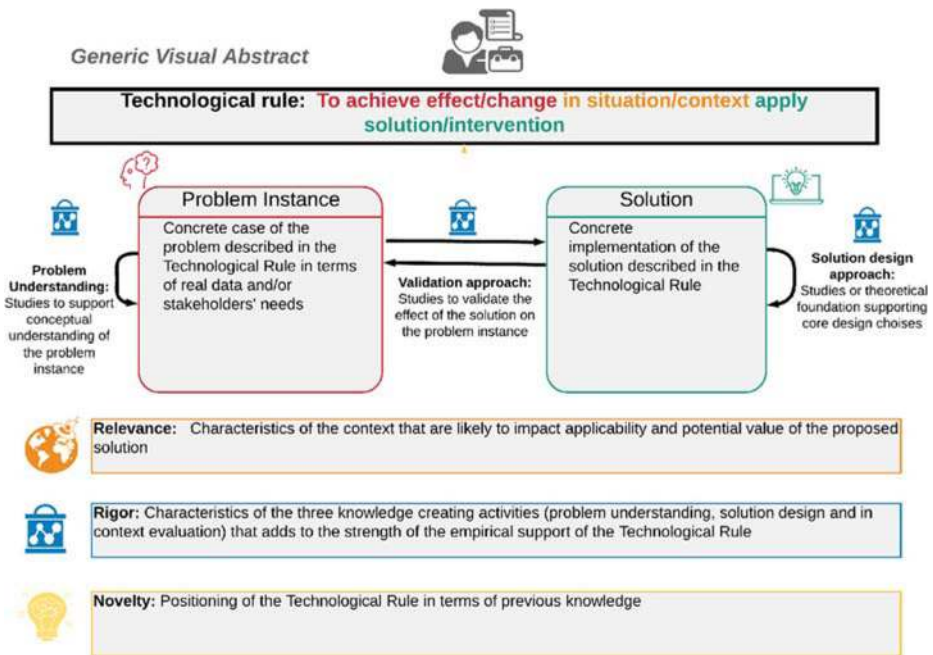 Generic Visual Abstract
Technological rule: To achieve effect/change in situation/context apply
solution/intervention
Problem Instance
Concrete case of the
problem described in the
Technological Rule in terms
of real data and/or
stakeholders' needs
Solution
Concrete
implementation of the
solution described in the
Technological Rule
Problem
Understanding:
Studies to support
conceptual
understanding of
the problem
instance
Validation approach:
Studies to validate the
effect of the solution on
the problem instance
Solution design
approach:
Studies or theoretical
foundation supporting
core design choises
Relevance: Characteristics of the context that are likely to impact applicability and potential value of the proposed
solution
Rigor: Characteristics of the three knowledge creating activities (problem understanding, solution design and in
context evaluation) that adds to the strength of the empirical support of the Technological Rule
Novelty: Positioning of the Technological Rule in terms of previous knowledge